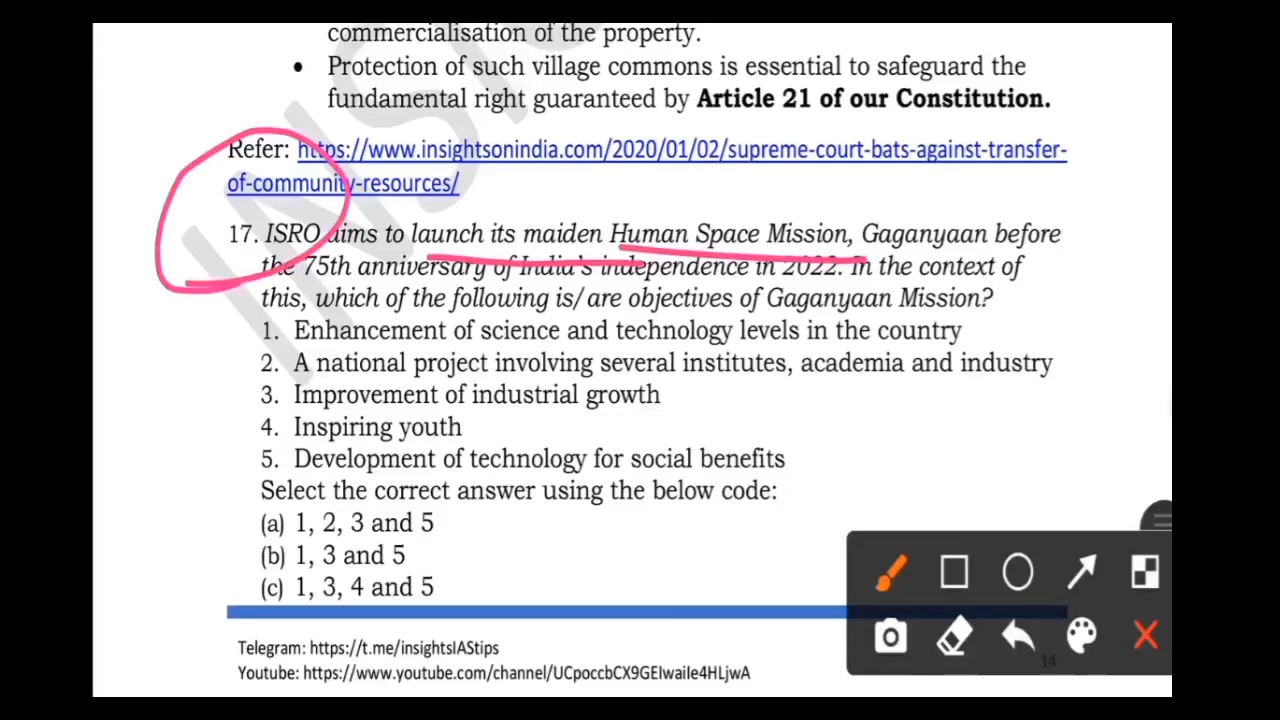 commercialisation of the property.
• Protection of such village commons is essential to safeguard the
fundamental right guaranteed by Article 21 of our Constitution.
Refer: https://www.insightsonindia.com/2020/01/02/supreme-court-bats-against-transfer-
of-community-resources/
17. ISRO aims to launch its maiden Human Space Mission, Gaganyaan before
the 75th anniversary of India's independence in 2022. In the context of
this, which of the following is/are objectives of Gaganyaan Mission?
1. Enhancement of science and technology levels in the country
2. A national project involving several institutes, academia and industry
3. Improvement of industrial growth
4. Inspiring youth
5. Development of technology for social benefits
Select the correct answer using the below code:
(a) 1, 2, 3 and 5
(b) 1, 3 and 5
(c) 1, 3, 4 and 5
Telegram: https://t.me/insightsIAStips
14
Youtube: https://www.youtube.com/channel/UCpoccbCX9GEIwaiIe4HLjwA
INS